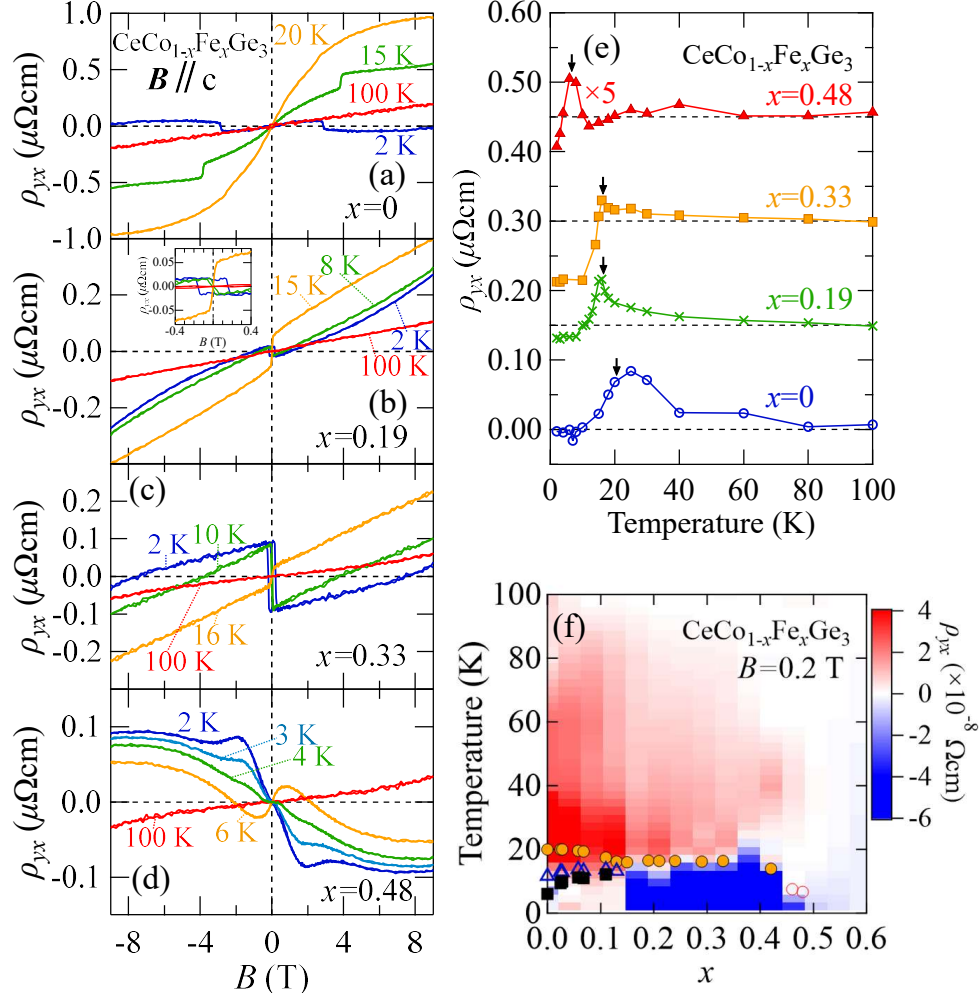 CeCo1-xFexGe3
B // c
20 K
15 K
100 K
2 K
(a)
x=0
1.0
0.5
0.0
-0.5
-1.0
ρyx (μΩcm)
15 K
8 K
2 K
100 K
(b)
x=0.19
0.2
0.0
-0.2
ρyx (μΩcm)
0.05
0.00
-0.05
ρyx (μΩcm)
-0.4
0.4
B (T)
(c)
2 K
10 K
16 K
100 K
x=0.33
0.2
0.1
0.0
-0.1
-0.2
ρyx (μΩcm)
2 K
3 K
4 K
6 K
100 K
(d)
x=0.48
0.1
0.0
-0.1
ρyx (μΩcm)
-8 -4 0 4 8
B (T)
(e)
CeCo1-xFexGe3
×5
x=0.48
x=0.33
x=0.19
x=0
0.60
0.50
0.40
0.30
0.20
0.10
0.00
ρyx (μΩcm)
0 20 40 60 80 100
Temperature (K)
(f)
CeCo1-xFexGe3
B=0.2 T
100
80
60
40
20
0
Temperature (K)
0.0 0.1 0.2 0.3 0.4 0.5 0.6
x
4
2
0
-2
-4
-6
ρyx (×10-8 Ωcm)